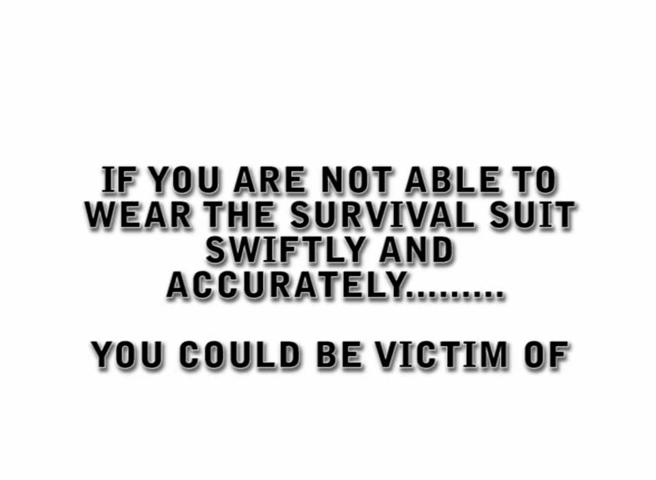 IF YOU ARE NOT ABLE TO
WEAR THE SURVIVAL SUIT
SWIFTLY AND
ACCURATELY.........
YOU COULD BE VICTIM OF